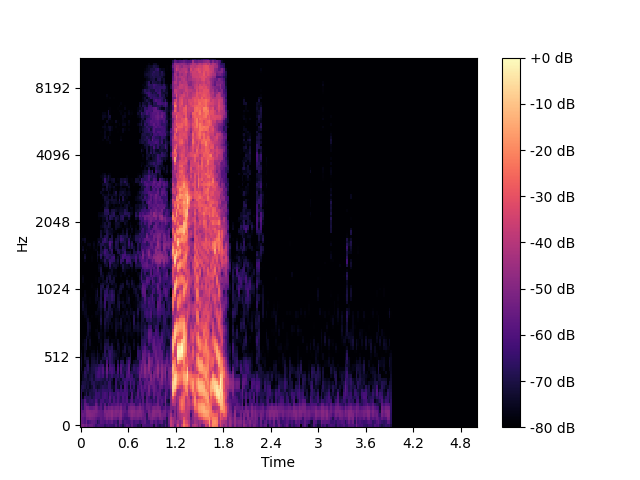 Hz
8192
4096
2048
1024
512
0
0 0.6 1.2 1.8 2.4 3 3.6 4.2 4.8
Time
+0 dB
-10 dB
-20 dB
-30 dB
-40 dB
-50 dB
-60 dB
-70 dB
-80 dB